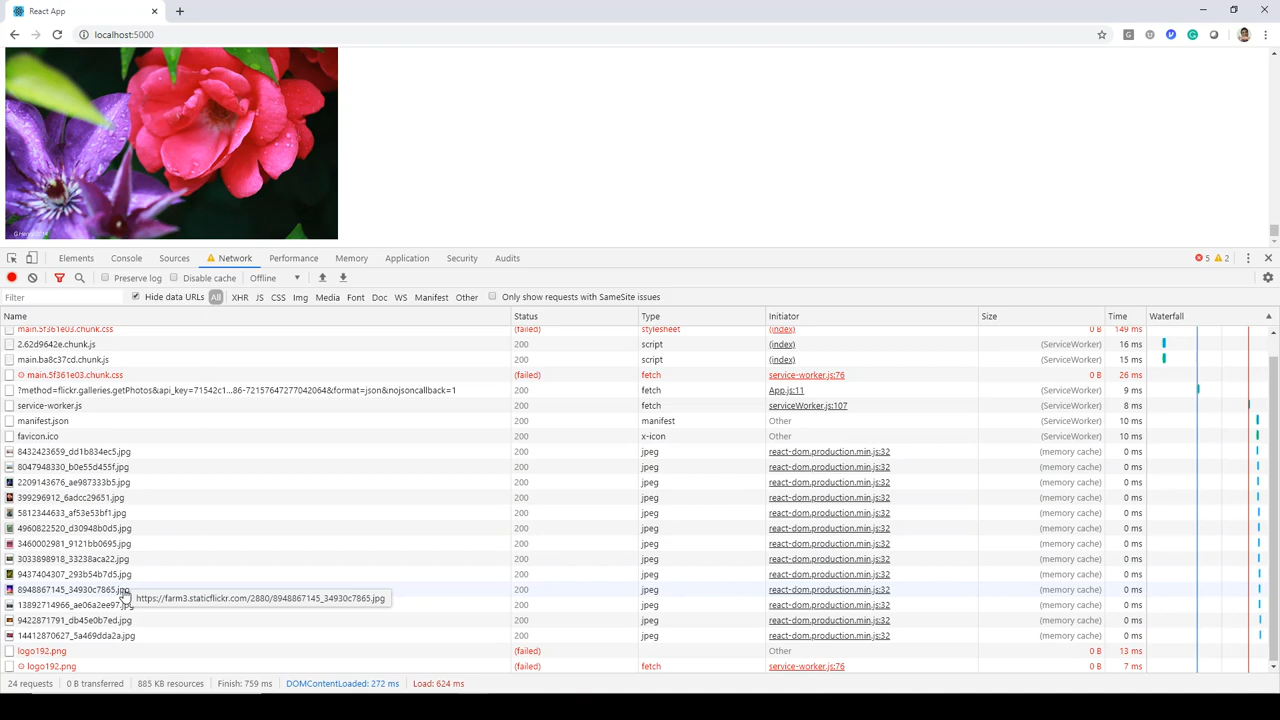 React App
localhost:5000
G Henry 2014
Elements Console Sources Network Performance Memory Application Security Audits 5 2
Preserve log Disable cache Offline
Filter Hide data URLs All XHR JS CSS Img Media Font Doc WS Manifest Other Only show requests with SameSite issues
Name Status Type Initiator Size Time Waterfall
main.5f361e03.chunk.css (failed) stylesheet (index) 0 B 149 ms
2.62d9642e.chunk.js 200 script (index) (ServiceWorker) 16 ms
main.ba8c37cd.chunk.js 200 script (index) (ServiceWorker) 15 ms
main.5f361e03.chunk.css (failed) fetch service-worker.js:76 0 B 26 ms
?method=flickr.galleries.getPhotos&api_key=71542c1...86-72157647277042064&format=json&nojsoncallback=1 200 fetch App.js:11 (ServiceWorker) 9 ms
service-worker.js 200 fetch serviceWorker.js:107 (ServiceWorker) 8 ms
manifest.json 200 manifest Other (ServiceWorker) 10 ms
favicon.ico 200 x-icon Other (ServiceWorker) 10 ms
8432423659_dd1b834ec5.jpg 200 jpeg react-dom.production.min.js:32 (memory cache) 0 ms
8047948330_b0e55d455f.jpg 200 jpeg react-dom.production.min.js:32 (memory cache) 0 ms
2209143676_ae987333b5.jpg 200 jpeg react-dom.production.min.js:32 (memory cache) 0 ms
399296912_6adcc29651.jpg 200 jpeg react-dom.production.min.js:32 (memory cache) 0 ms
5812344633_af53e53bf1.jpg 200 jpeg react-dom.production.min.js:32 (memory cache) 0 ms
4960822520_d30948b0d5.jpg 200 jpeg react-dom.production.min.js:32 (memory cache) 0 ms
3460002981_9121bb0695.jpg 200 jpeg react-dom.production.min.js:32 (memory cache) 0 ms
3033898918_33238aca22.jpg 200 jpeg react-dom.production.min.js:32 (memory cache) 0 ms
9437404307_293b54b7d5.jpg 200 jpeg react-dom.production.min.js:32 (memory cache) 0 ms
8948867145_34930c7865.jpg 200 jpeg react-dom.production.min.js:32 (memory cache) 0 ms
https://farm3.staticflickr.com/2880/8948867145_34930c7865.jpg
13892714966_ae06a2ee97.jpg 200 jpeg react-dom.production.min.js:32 (memory cache) 0 ms
9422871791_db45e0b7ed.jpg 200 jpeg react-dom.production.min.js:32 (memory cache) 0 ms
14412870627_5a469dda2a.jpg 200 jpeg react-dom.production.min.js:32 (memory cache) 0 ms
logo192.png (failed) Other 0 B 13 ms
logo192.png (failed) fetch service-worker.js:76 0 B 7 ms
24 requests 0 B transferred 885 KB resources Finish: 759 ms DOMContentLoaded: 272 ms Load: 624 ms